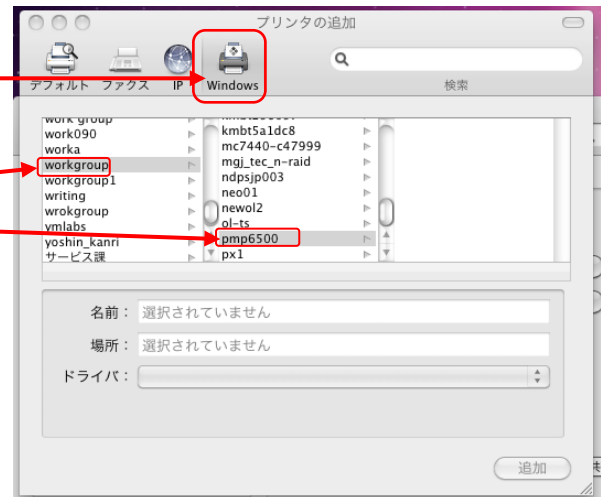 プリンタの追加
デフォルト ファクス IP Windows 検索
work group
work090
worka
workgroup
workgroup1
writing
wrokgroup
ymlabs
yoshin_kanri
サービス課
kmbt5a1dc8
mc7440-c47999
mgj_tec_n-raid
ndpsjp003
neo01
newol2
ol-ts
pmp6500
px1
名前： 選択されていません
場所： 選択されていません
ドライバ：
追加